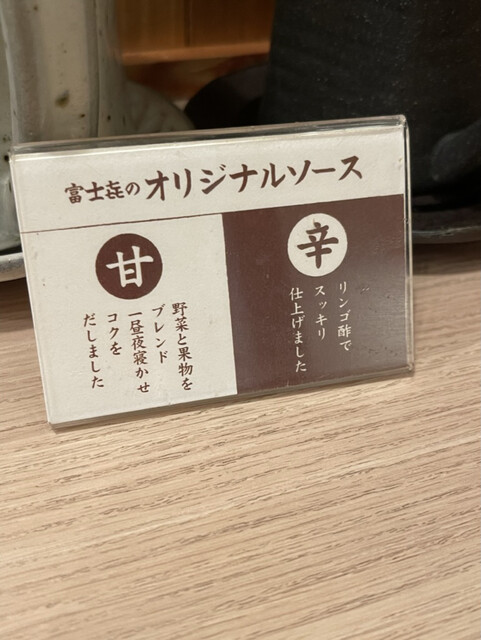 富士㐂のオリジナルソース
辛
リンゴ酢で
スッキリ
仕上げました
甘
野菜と果物を
ブレンド
一昼夜寝かせ
コクを
だしました